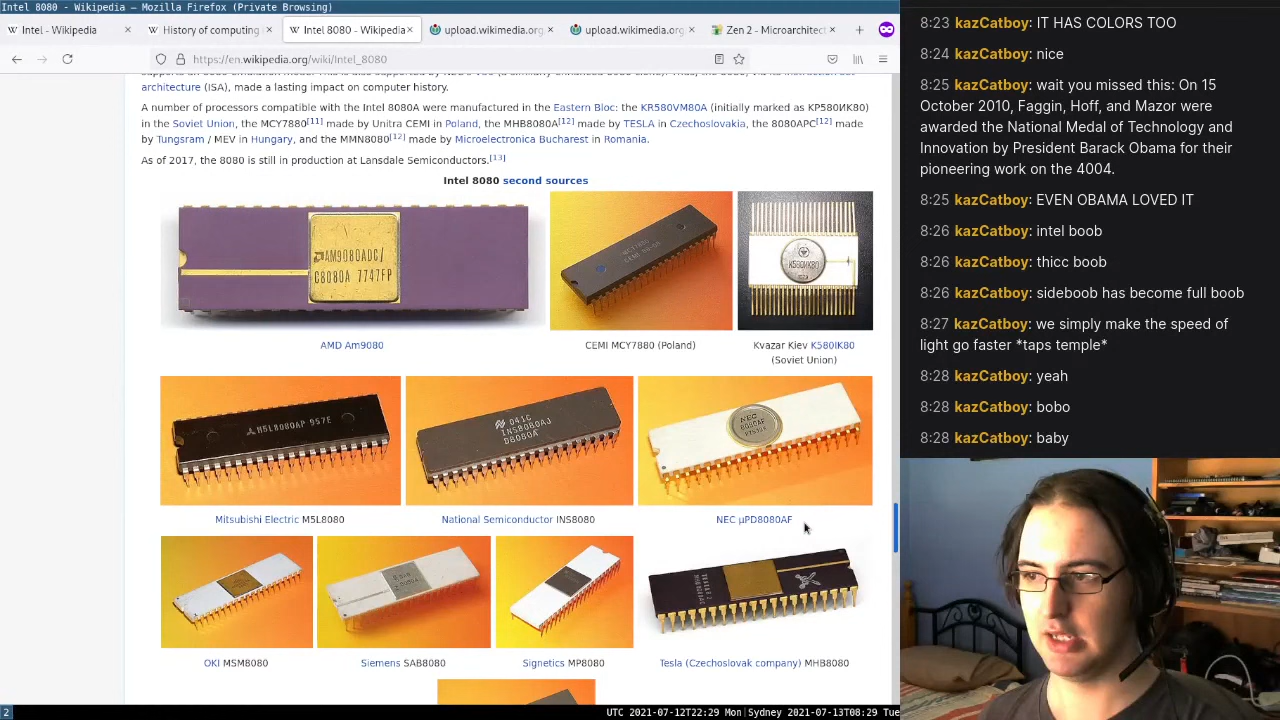 Intel 8080 - Wikipedia — Mozilla Firefox (Private Browsing)
Intel - Wikipedia
History of computing
Intel 8080 - Wikipedia
upload.wikimedia.org
upload.wikimedia.org
Zen 2 - Microarchitect
https://en.wikipedia.org/wiki/Intel_8080
architecture (ISA), made a lasting impact on computer history.
A number of processors compatible with the Intel 8080A were manufactured in the Eastern Bloc: the KR580VM80A (initially marked as КР580ИК80)
in the Soviet Union, the MCY7880[11] made by Unitra CEMI in Poland, the MHB8080A[12] made by TESLA in Czechoslovakia, the 8080APC[12] made
by Tungsram / MEV in Hungary, and the MMN8080[12] made by Microelectronica Bucharest in Romania.
As of 2017, the 8080 is still in production at Lansdale Semiconductors.[13]
Intel 8080 second sources
AM9080ADC/
C8080A 7747FP
AMD Am9080
CEMI MCY7880 (Poland)
Kvazar Kiev K580IK80
(Soviet Union)
M5L8080AP 957E
041C
INS8080AJ
D8080A
NEC
Mitsubishi Electric M5L8080
National Semiconductor INS8080
NEC μPD8080AF
OKI MSM8080
Siemens SAB8080
Signetics MP8080
Tesla (Czechoslovak company) MHB8080
2
UTC 2021-07-12T22:29 Mon|Sydney 2021-07-13T08:29 Tue
8:23 kazCatboy: IT HAS COLORS TOO
8:24 kazCatboy: nice
8:25 kazCatboy: wait you missed this: On 15
October 2010, Faggin, Hoff, and Mazor were
awarded the National Medal of Technology and
Innovation by President Barack Obama for their
pioneering work on the 4004.
8:25 kazCatboy: EVEN OBAMA LOVED IT
8:26 kazCatboy: intel boob
8:26 kazCatboy: thicc boob
8:26 kazCatboy: sideboob has become full boob
8:27 kazCatboy: we simply make the speed of
light go faster *taps temple*
8:28 kazCatboy: yeah
8:28 kazCatboy: bobo
8:28 kazCatboy: baby